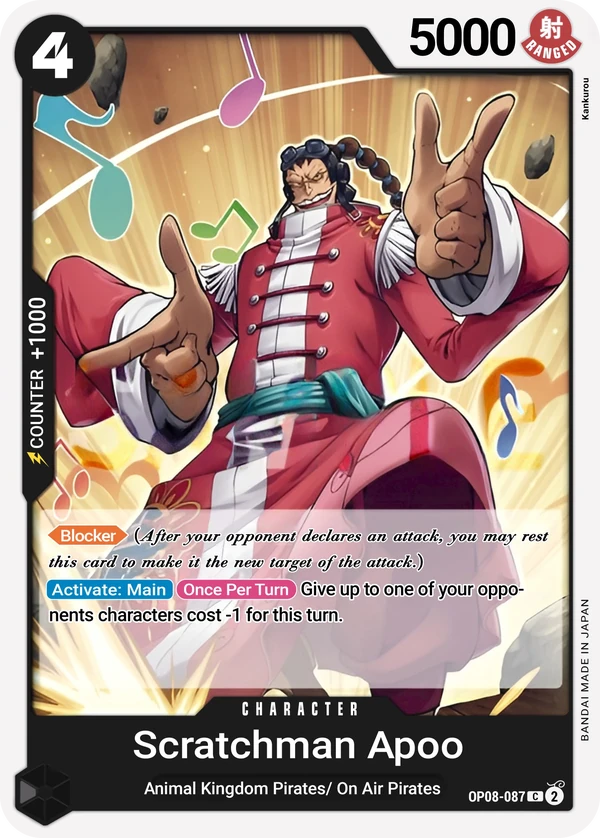 4
5000
射
RANGED
Kankurou
COUNTER +1000
Blocker (After your opponent declares an attack, you may rest
this card to make it the new target of the attack.)
Activate: Main Once Per Turn Give up to one of your oppo-
nents characters cost -1 for this turn.
BANDAI MADE IN JAPAN
CHARACTER
Scratchman Apoo
Animal Kingdom Pirates/ On Air Pirates
OP08-087 C 2